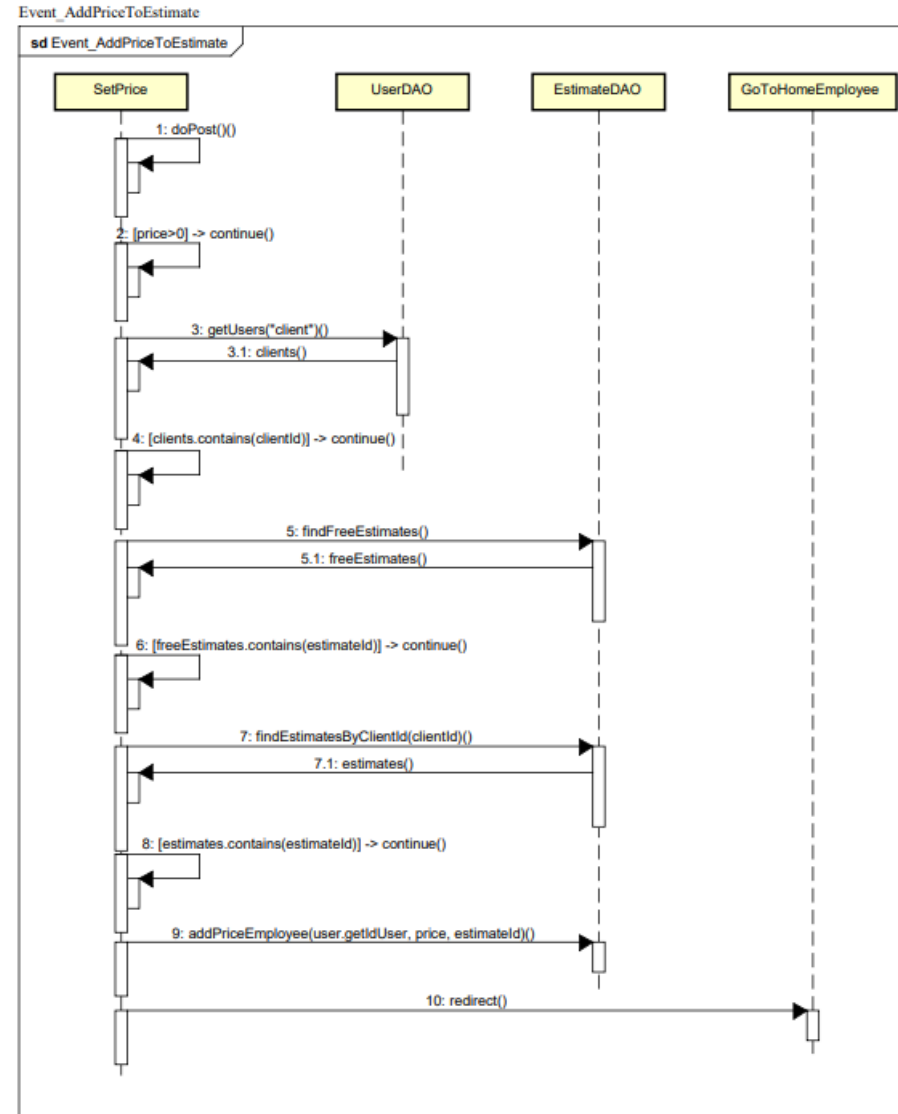 Event_AddPriceToEstimate
sd Event_AddPriceToEstimate
SetPrice
UserDAO
EstimateDAO
GoToHomeEmployee
1: doPost()()
2: [price>0] -> continue()
3: getUsers("client")()
3.1: clients()
4: [clients.contains(clientId)] -> continue()
5: findFreeEstimates()
5.1: freeEstimates()
6: [freeEstimates.contains(estimateId)] -> continue()
7: findEstimatesByClientId(clientId)()
7.1: estimates()
8: [estimates.contains(estimateId)] -> continue()
9: addPriceEmployee(user.getIdUser, price, estimateId)()
10: redirect()